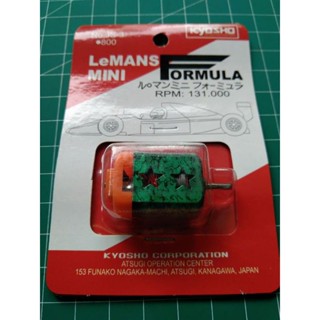 KYOSHO
●800
LeMANS
MINI FORMULA
ルマンミニ フォーミュラ
RPM: 131.000
KYOSHO CORPORATION
ATSUGI OPERATION CENTER
153 FUNAKO NAGAKA-MACHI, ATSUGI, KANAGAWA, JAPAN